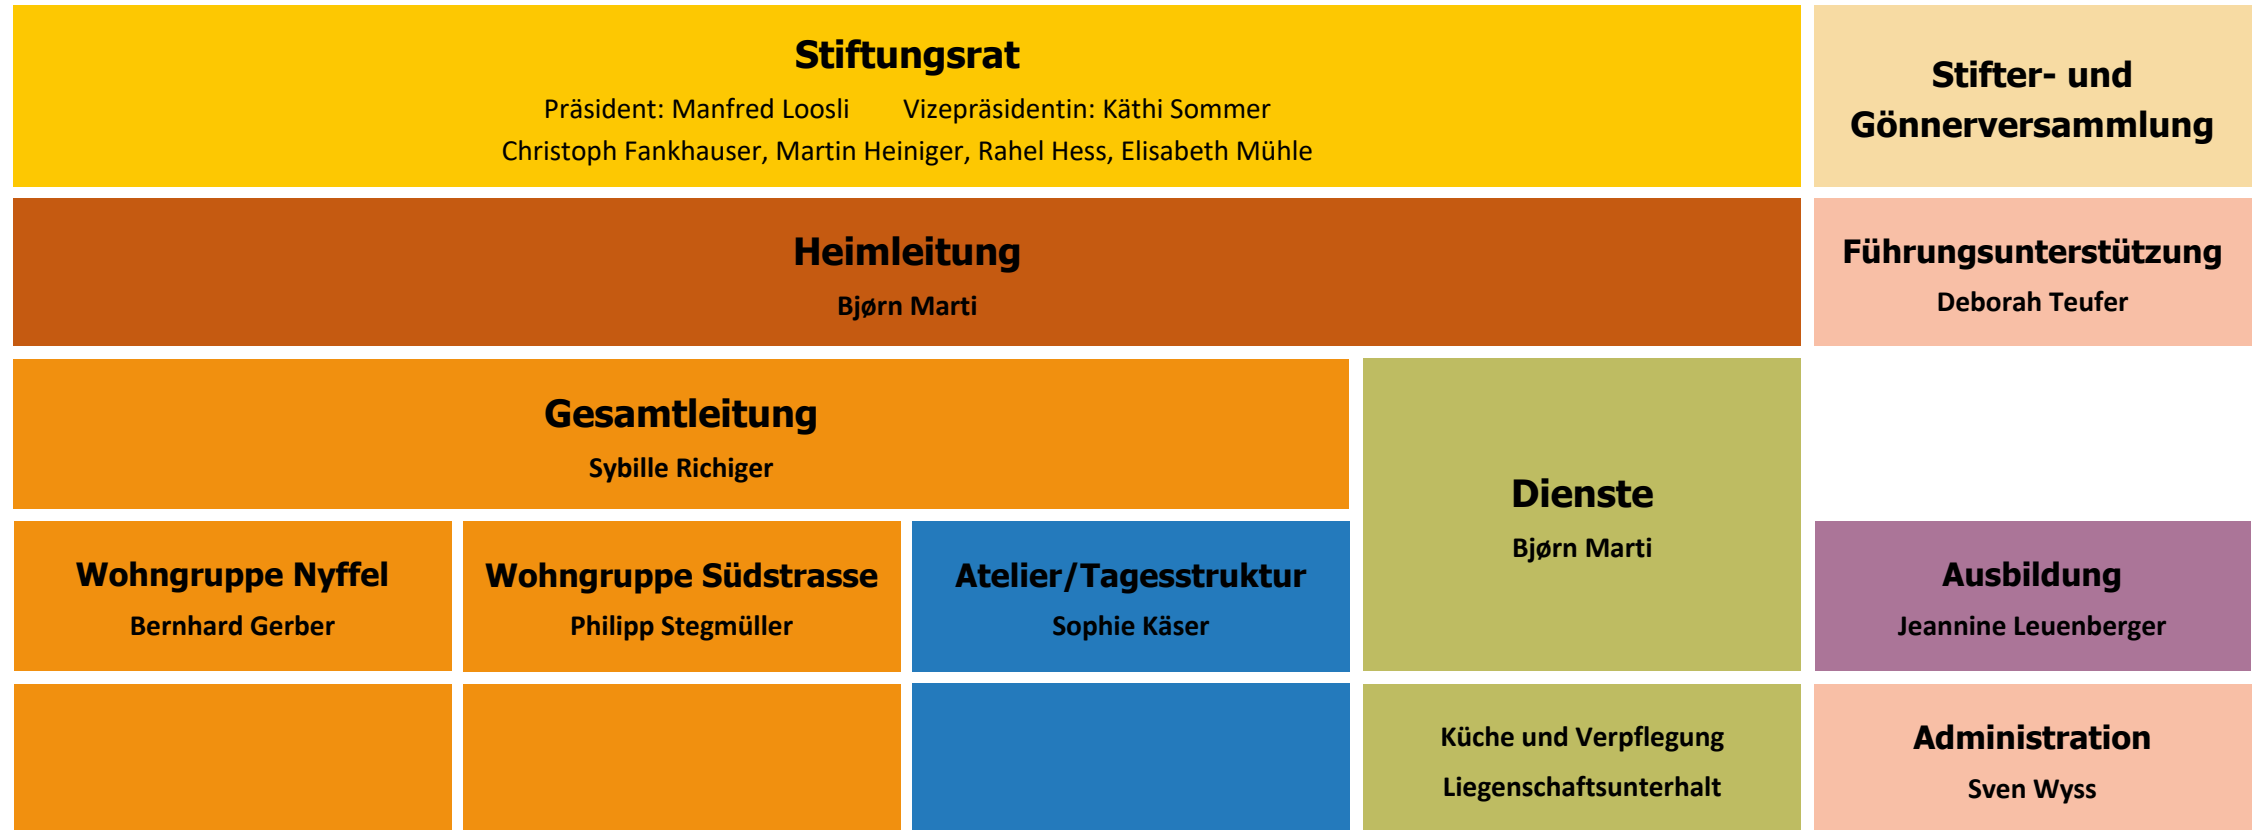 Stiftungsrat
Präsident: Manfred Loosli Vizepräsidentin: Käthi Sommer
Christoph Fankhauser, Martin Heiniger, Rahel Hess, Elisabeth Mühle
Stifter- und
Gönnerversammlung
Heimleitung
Bjørn Marti
Führungsunterstützung
Deborah Teufer
Gesamtleitung
Sybille Richiger
Dienste
Bjørn Marti
Wohngruppe Nyffel
Bernhard Gerber
Wohngruppe Südstrasse
Philipp Stegmüller
Atelier/Tagesstruktur
Sophie Käser
Ausbildung
Jeannine Leuenberger
Küche und Verpflegung
Liegenschaftsunterhalt
Administration
Sven Wyss